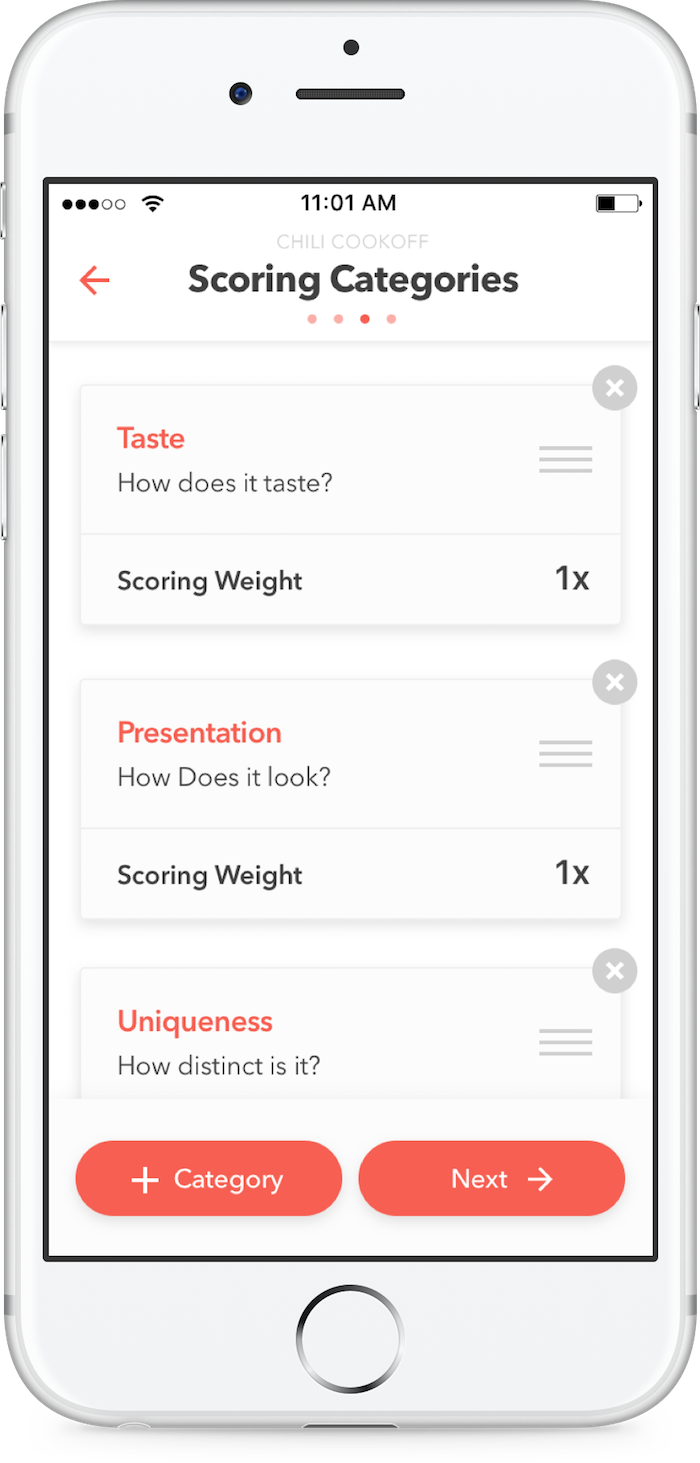 11:01 AM
CHILI COOKOFF
Scoring Categories
Taste
How does it taste?
Scoring Weight 1x
Presentation
How Does it look?
Scoring Weight 1x
Uniqueness
How distinct is it?
+ Category Next →